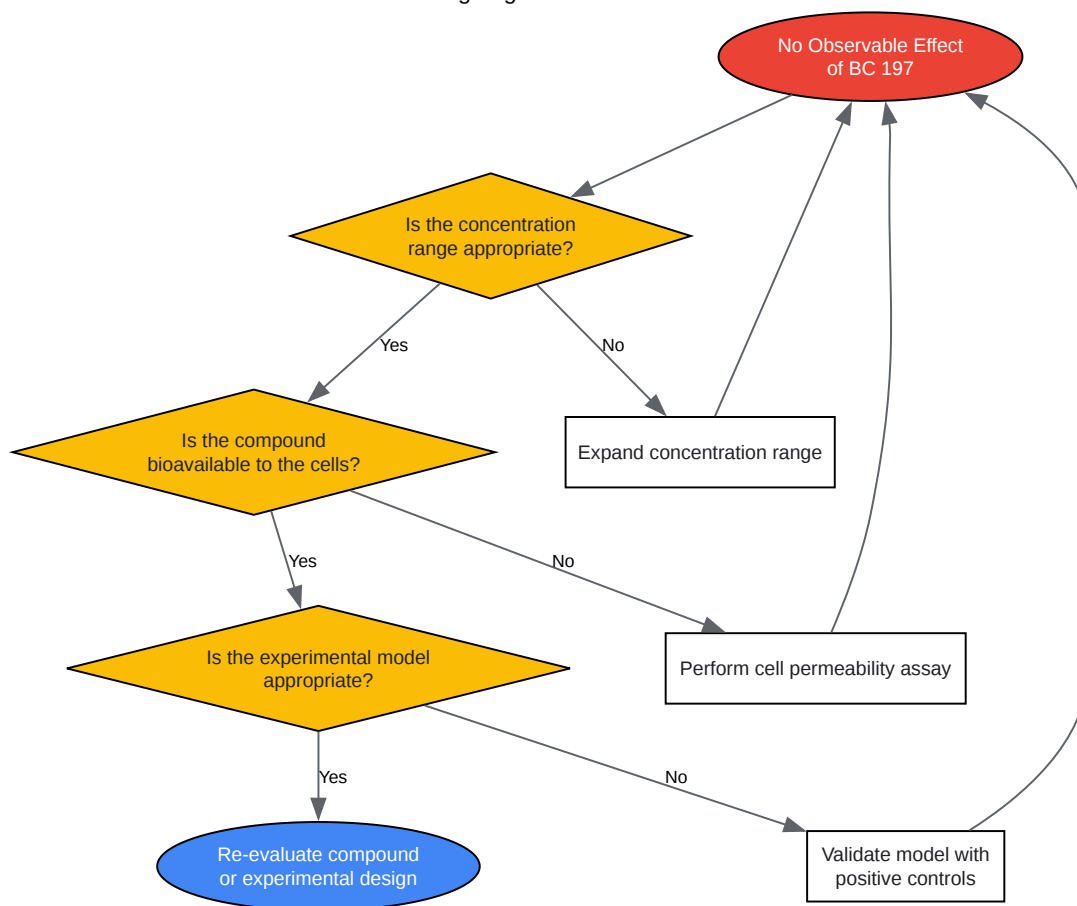 No Observable Effect
of BC 197
Is the concentration
range appropriate?
Yes
No
Is the compound
bioavailable to the cells?
Expand concentration range
Yes
No
Is the experimental model
appropriate?
Perform cell permeability assay
Yes
No
Re-evaluate compound
or experimental design
Validate model with
positive controls